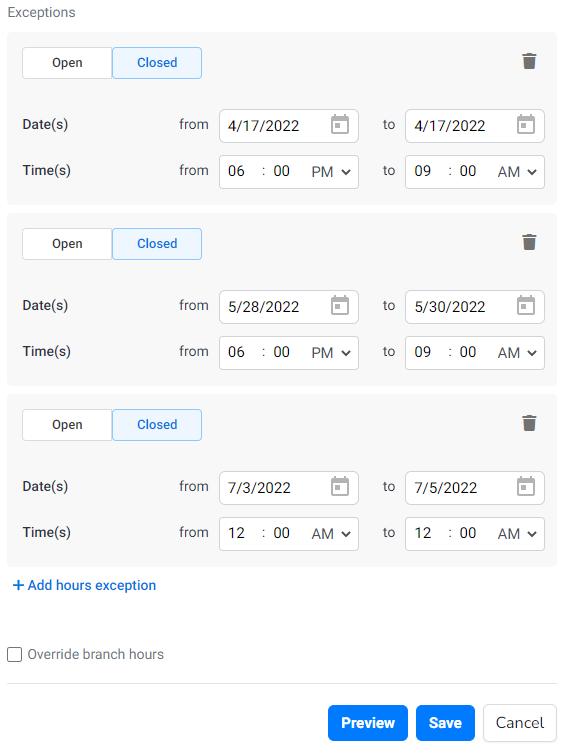 Exceptions
Open Closed
Date(s) from 4/17/2022 to 4/17/2022
Time(s) from 06 : 00 PM to 09 : 00 AM
Open Closed
Date(s) from 5/28/2022 to 5/30/2022
Time(s) from 06 : 00 PM to 09 : 00 AM
Open Closed
Date(s) from 7/3/2022 to 7/5/2022
Time(s) from 12 : 00 AM to 12 : 00 AM
+ Add hours exception
Override branch hours
Preview Save Cancel